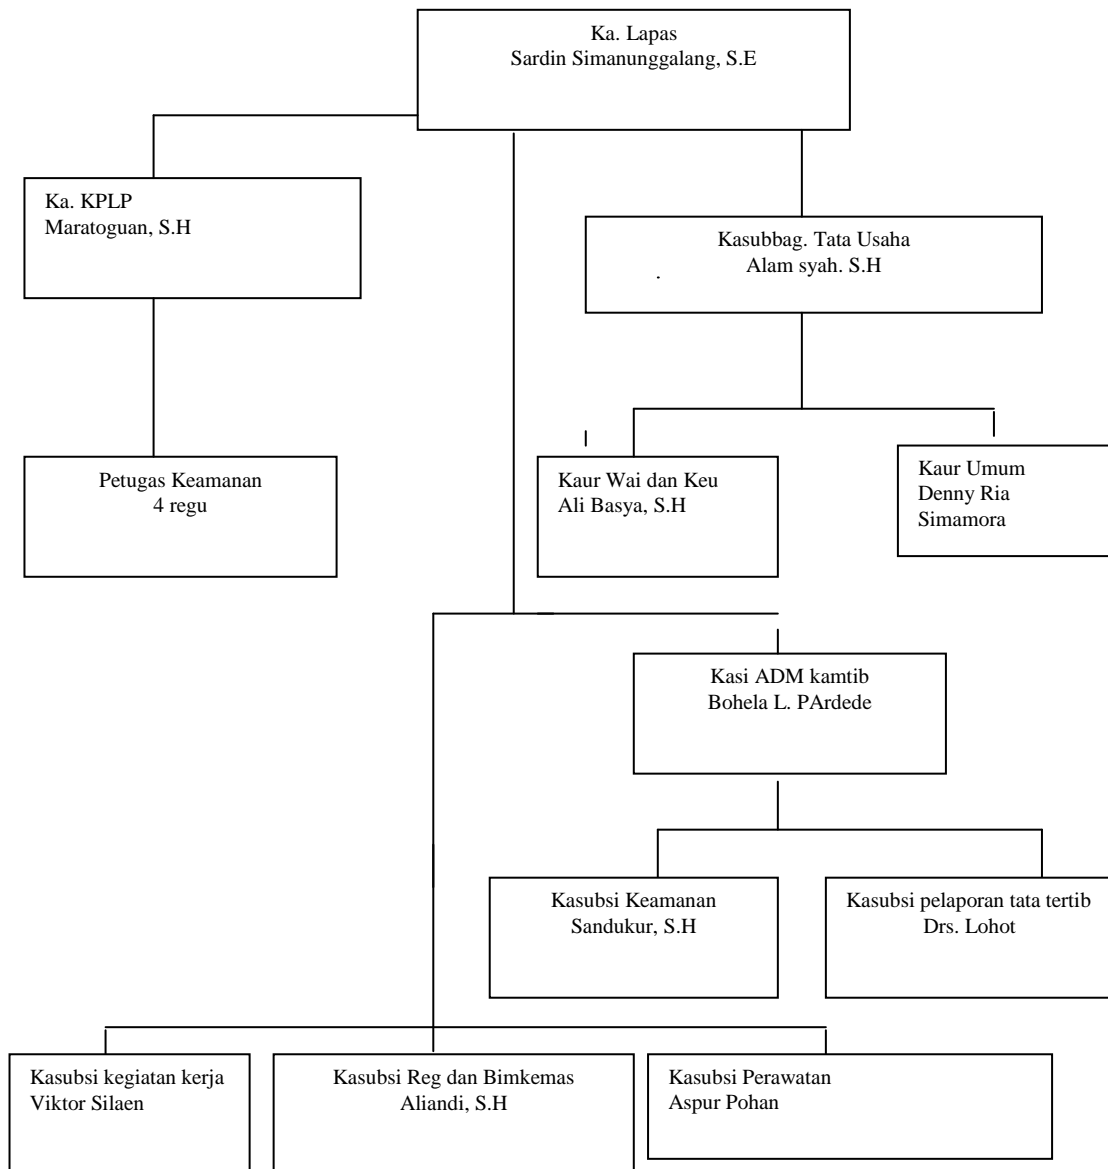 Ka. Lapas
Sardin Simanunggalang, S.E
Ka. KPLP
Maratoguan, S.H
Kasubbag. Tata Usaha
Alam syah. S.H
.
Petugas Keamanan
4 regu
Kaur Wai dan Keu
Ali Basya, S.H
Kaur Umum
Denny Ria
Simamora
Kasi ADM kamtib
Bohela L. PArdede
Kasubsi Keamanan
Sandukur, S.H
Kasubsi pelaporan tata tertib
Drs. Lohot
Kasubsi kegiatan kerja
Viktor Silaen
Kasubsi Reg dan Bimkemas
Aliandi, S.H
Kasubsi Perawatan
Aspur Pohan